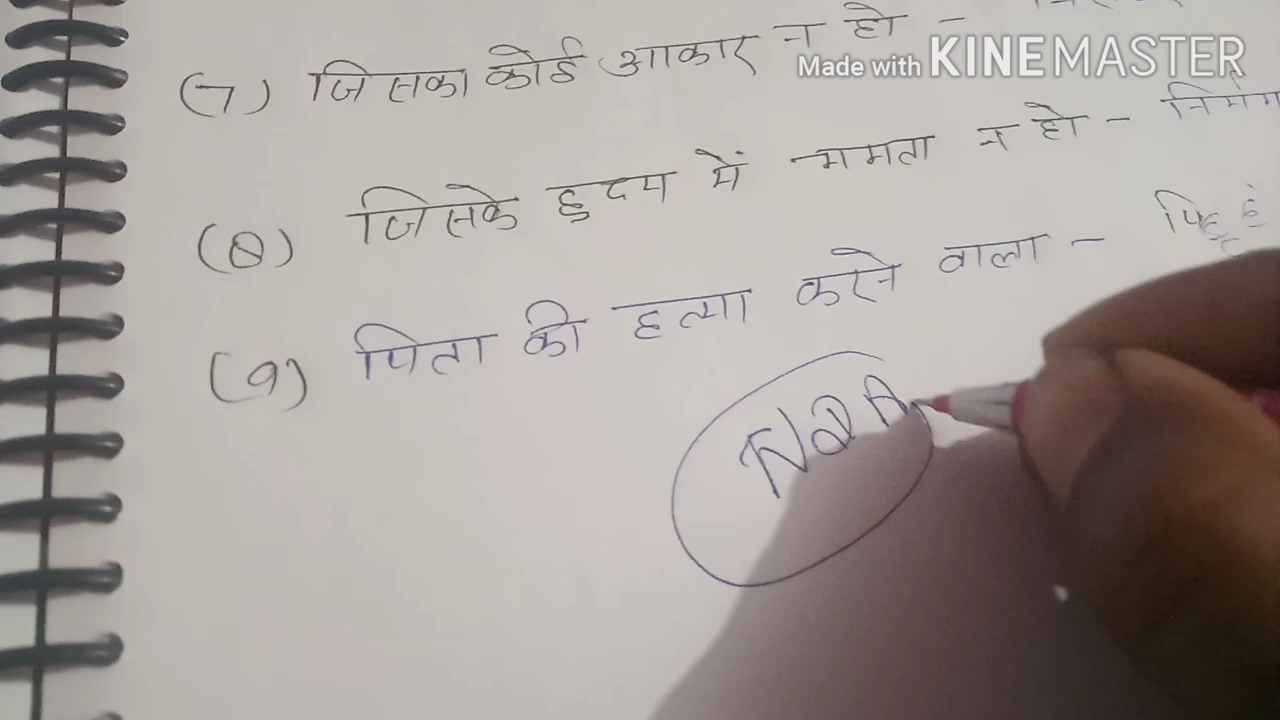 (7) जिसका कोई आकार न हो -
Made with KINEMASTER
(8) जिसके हृदय में ममता न हो - निर्मम
(9) पिता की हत्या करने वाला -